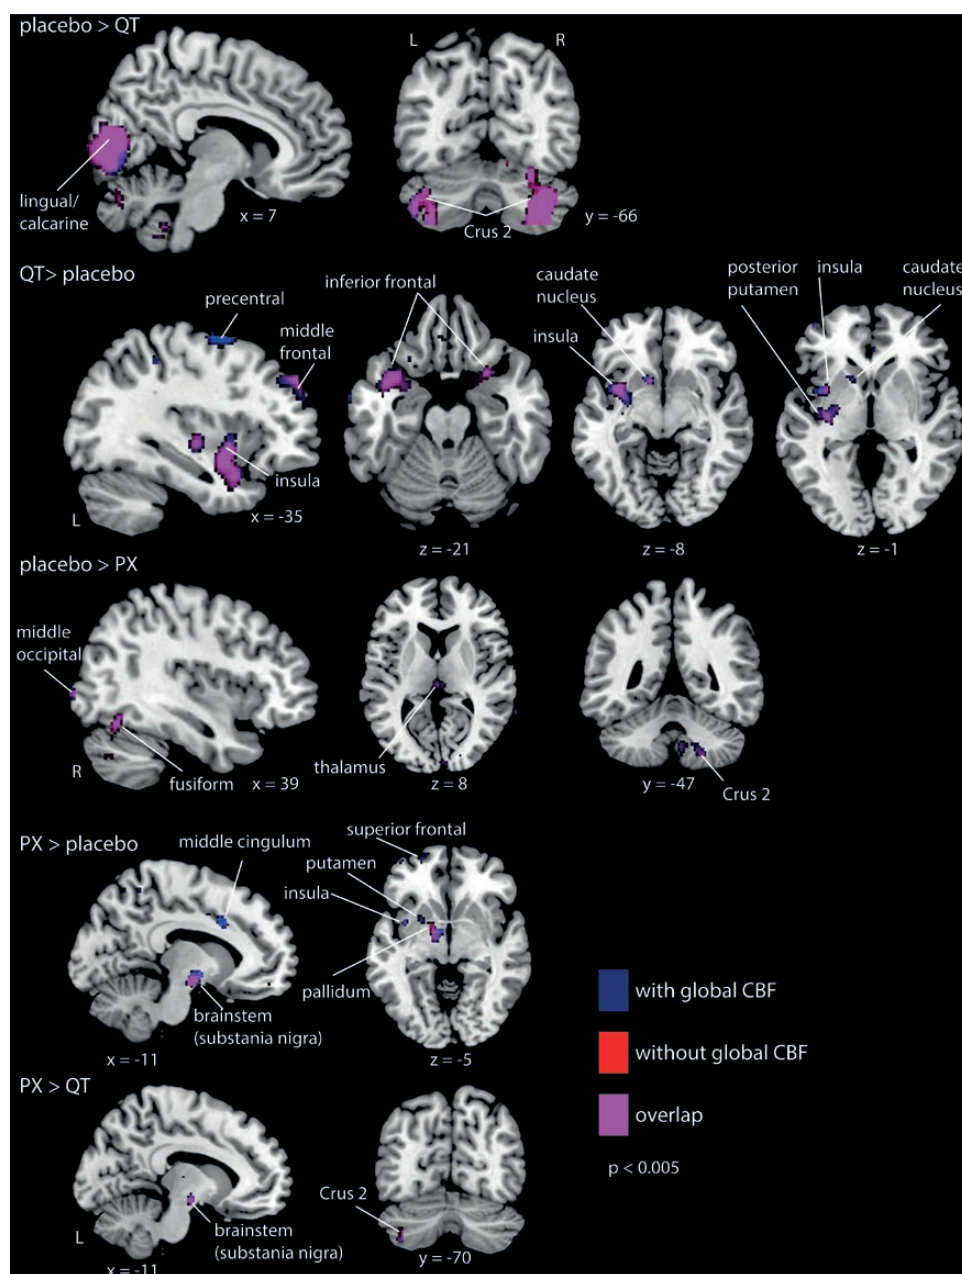 placebo > QT
L
R
lingual/
calcarine
x = 7
Crus 2
y = -66
QT> placebo
precentral
middle
frontal
insula
L
x = -35
inferior frontal
z = -21
caudate
nucleus
insula
z = -8
posterior
putamen
insula
caudate
nucleus
z = -1
placebo > PX
middle
occipital
R
fusiform
x = 39
thalamus
z = 8
y = -47
Crus 2
PX > placebo
middle cingulum
brainstem
(substania nigra)
x = -11
superior frontal
putamen
insula
pallidum
z = -5
with global CBF
without global CBF
overlap
p < 0.005
PX > QT
L
brainstem
(substania nigra)
x = -11
Crus 2
y = -70